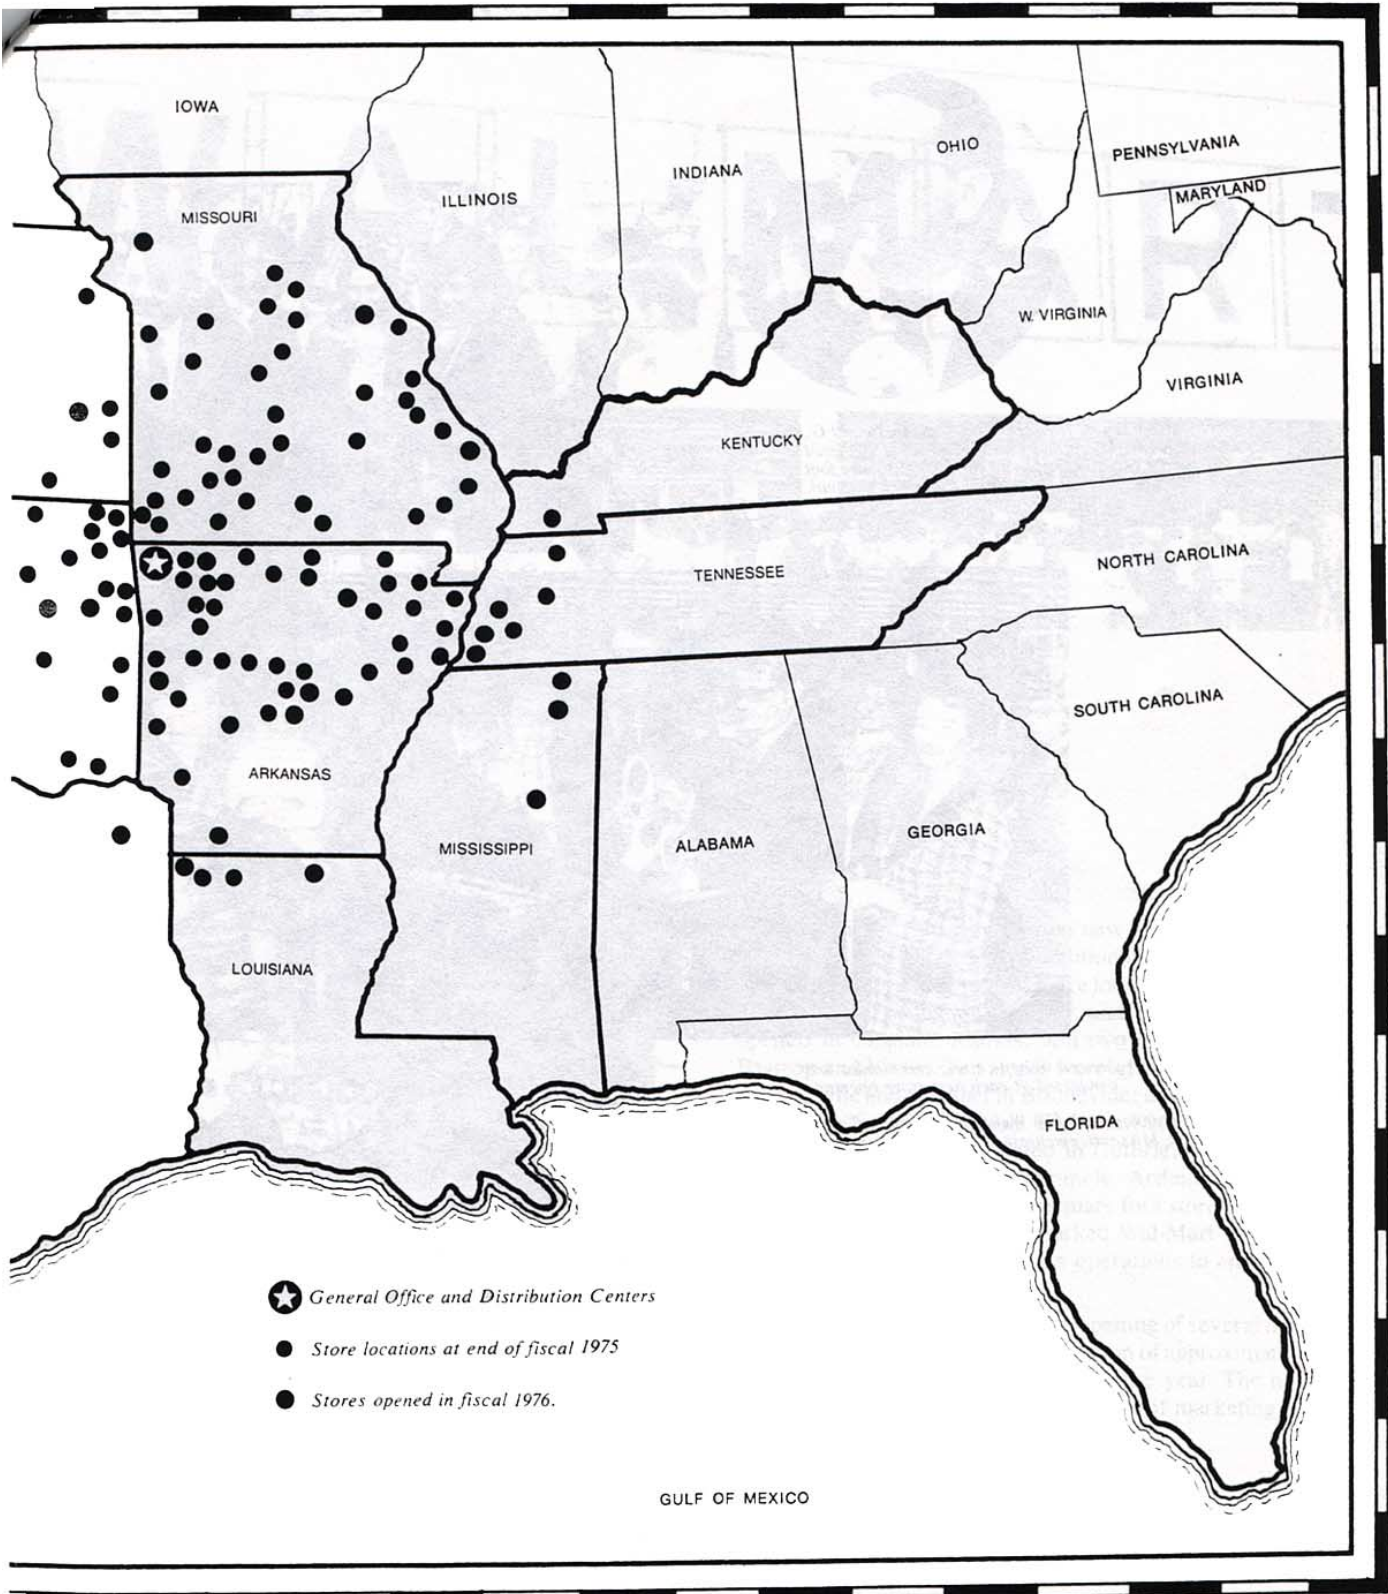 IOWA
PENNSYLVANIA
OHIO
INDIANA
MARYLAND
ILLINOIS
MISSOURI
W. VIRGINIA
VIRGINIA
KENTUCKY
NORTH CAROLINA
TENNESSEE
SOUTH CAROLINA
ARKANSAS
GEORGIA
ALABAMA
MISSISSIPPI
LOUISIANA
FLORIDA
General Office and Distribution Centers
Store locations at end of fiscal 1975
Stores opened in fiscal 1976.
GULF OF MEXICO